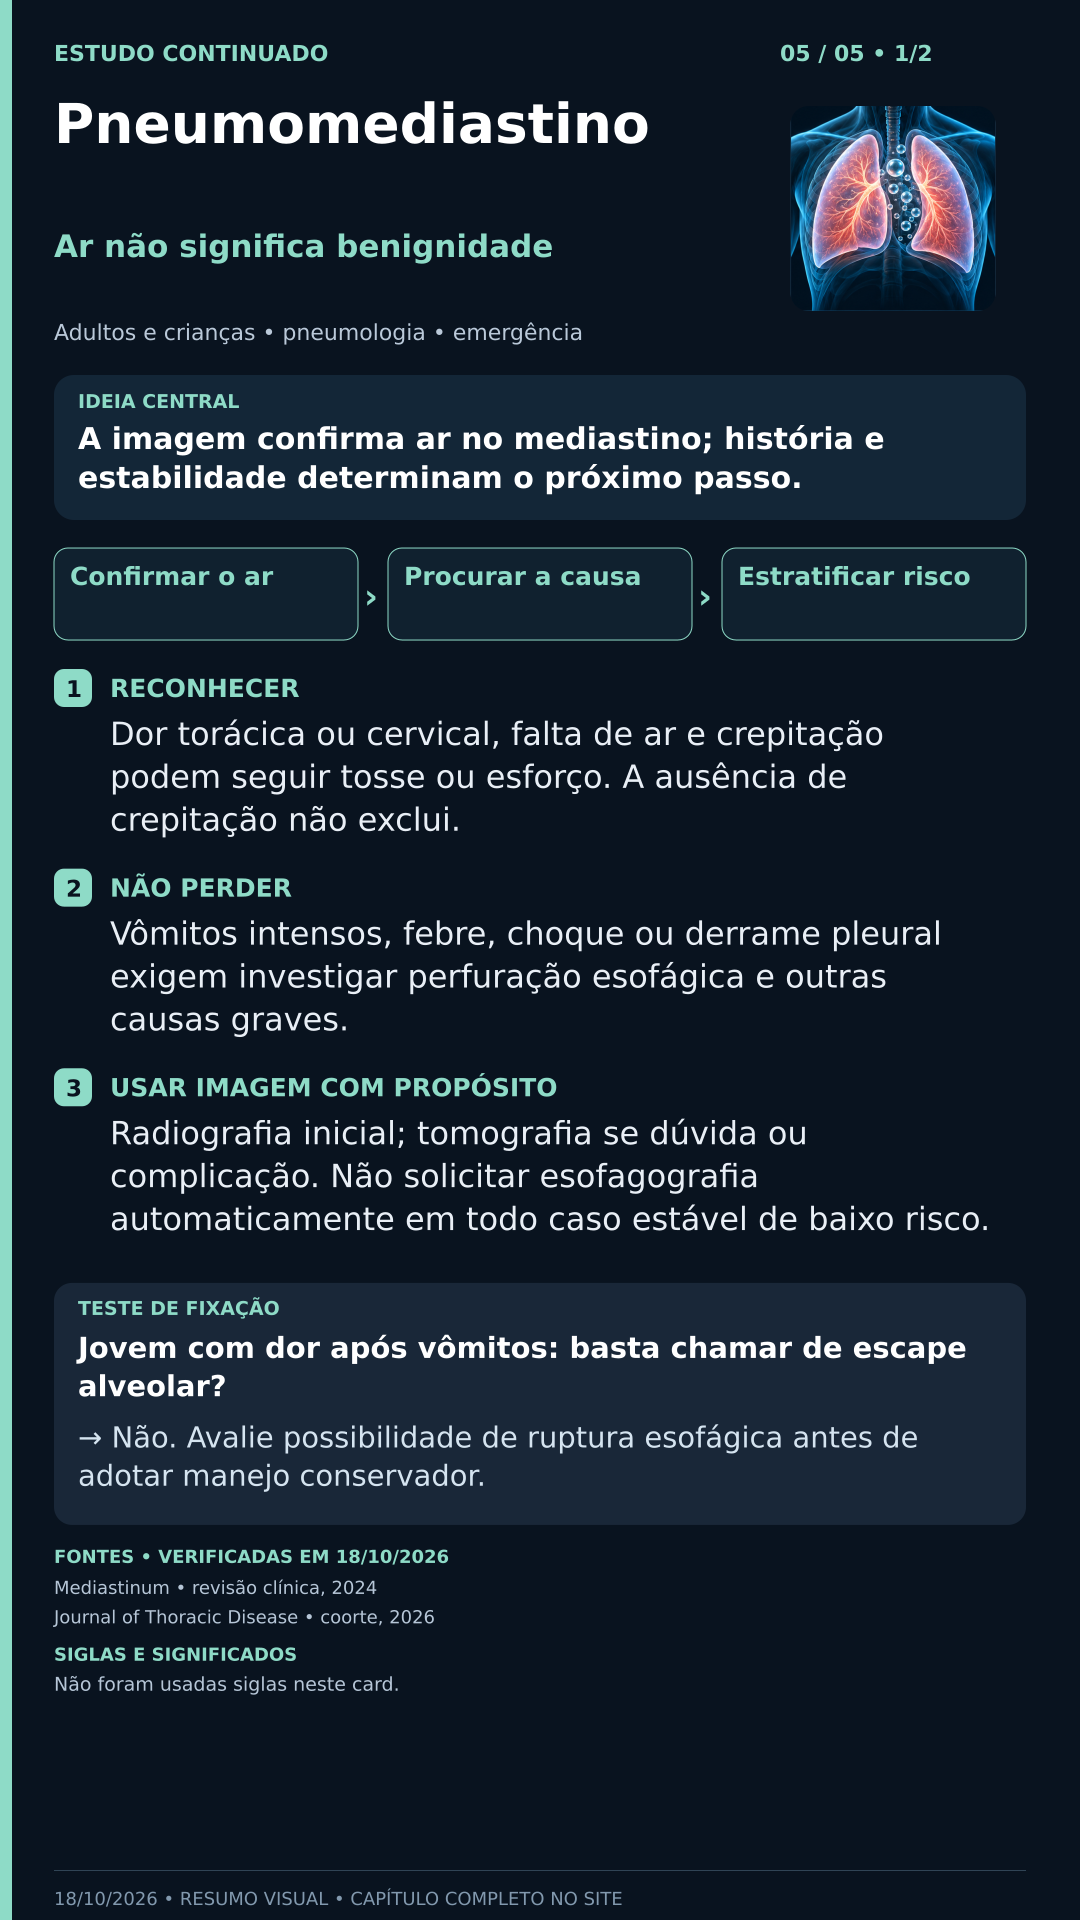 ESTUDO CONTINUADO
05 / 05 • 1/2
Pneumomediastino
Ar não significa benignidade
Adultos e crianças • pneumologia • emergência
IDEIA CENTRAL
A imagem confirma ar no mediastino; história e
estabilidade determinam o próximo passo.
Confirmar o ar
›
Procurar a causa
›
Estratificar risco
1 RECONHECER
Dor torácica ou cervical, falta de ar e crepitação
podem seguir tosse ou esforço. A ausência de
crepitação não exclui.
2 NÃO PERDER
Vômitos intensos, febre, choque ou derrame pleural
exigem investigar perfuração esofágica e outras
causas graves.
3 USAR IMAGEM COM PROPÓSITO
Radiografia inicial; tomografia se dúvida ou
complicação. Não solicitar esofagografia
automaticamente em todo caso estável de baixo risco.
TESTE DE FIXAÇÃO
Jovem com dor após vômitos: basta chamar de escape
alveolar?
→ Não. Avalie possibilidade de ruptura esofágica antes de
adotar manejo conservador.
FONTES • VERIFICADAS EM 18/10/2026
Mediastinum • revisão clínica, 2024
Journal of Thoracic Disease • coorte, 2026
SIGLAS E SIGNIFICADOS
Não foram usadas siglas neste card.
18/10/2026 • RESUMO VISUAL • CAPÍTULO COMPLETO NO SITE